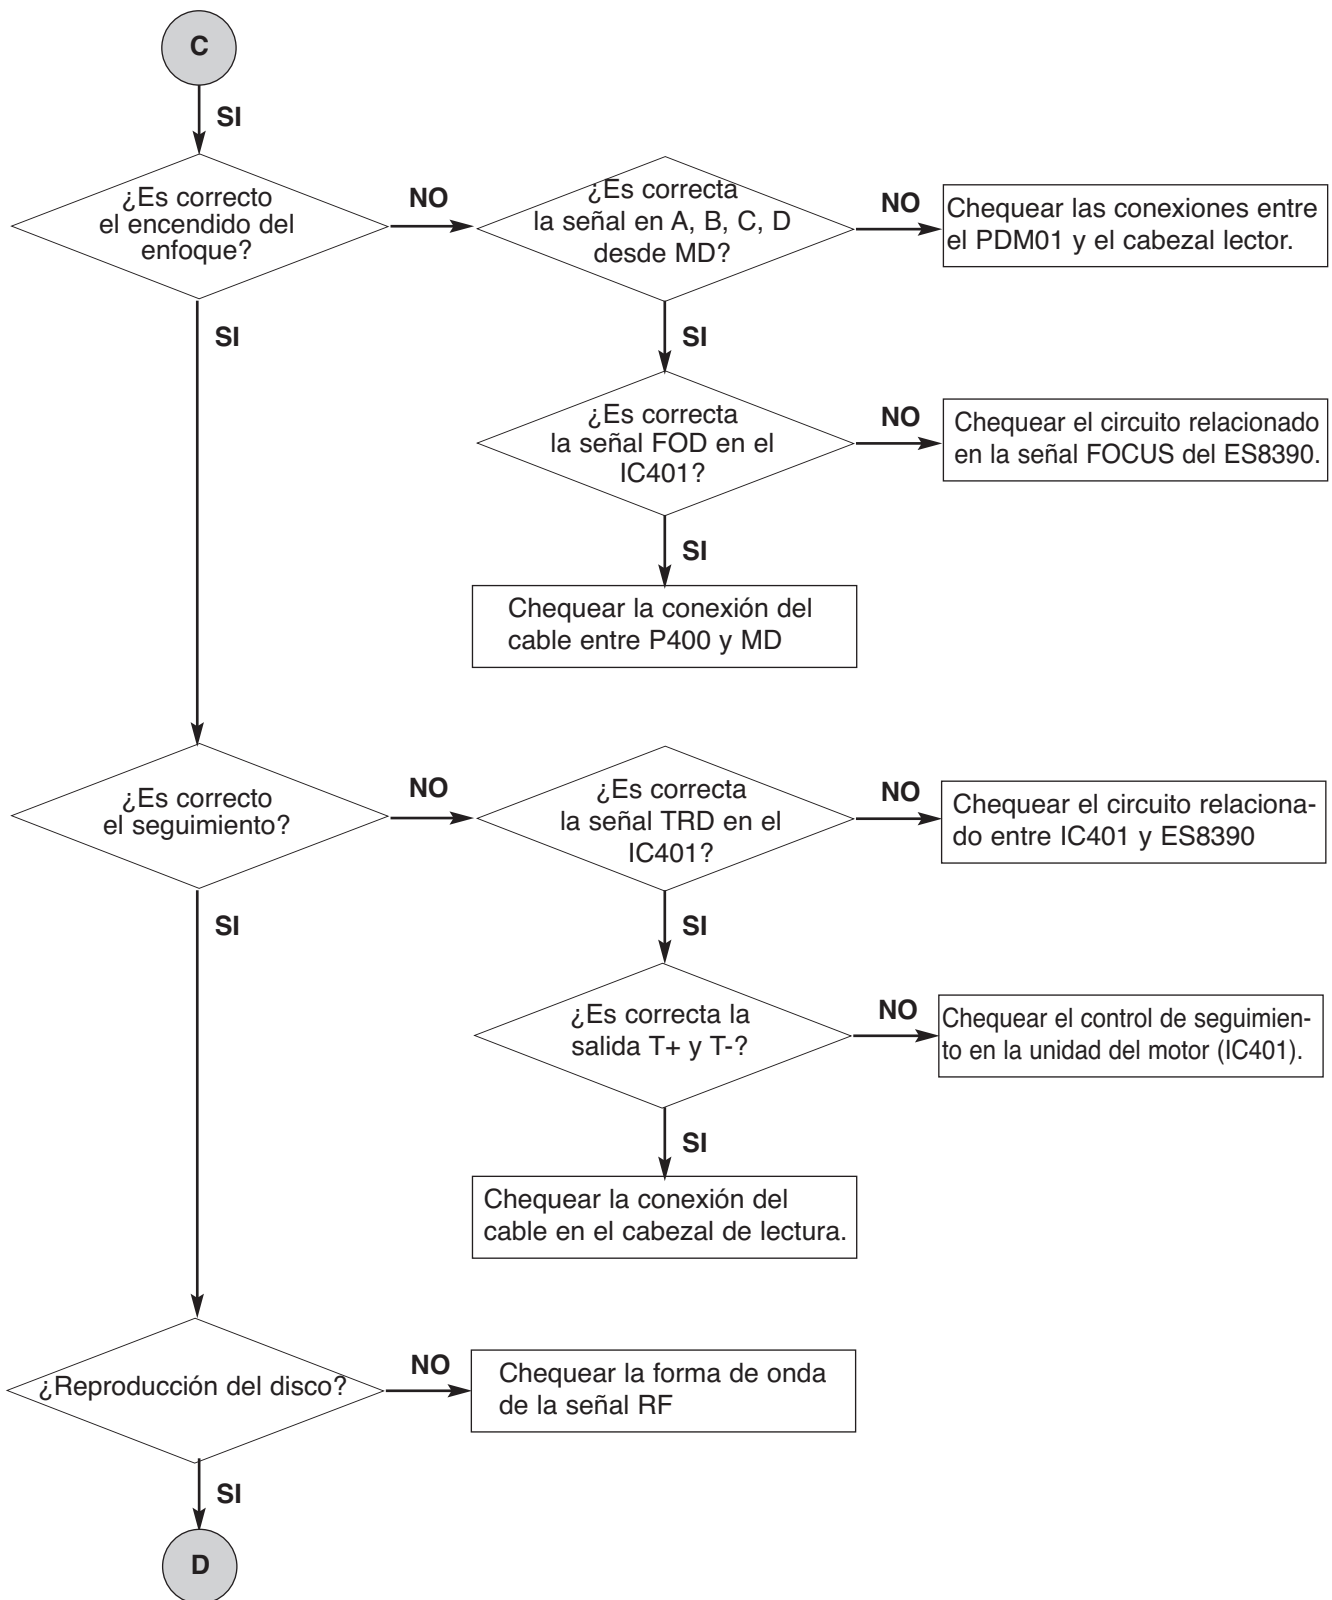 C
SI
¿Es correcto
el encendido del
enfoque?
NO
¿Es correcta
la señal en A, B, C, D
desde MD?
NO
Chequear las conexiones entre
el PDM01 y el cabezal lector.
SI
SI
¿Es correcta
la señal FOD en el
IC401?
NO
Chequear el circuito relacionado
en la señal FOCUS del ES8390.
SI
Chequear la conexión del
cable entre P400 y MD
¿Es correcto
el seguimiento?
NO
¿Es correcta
la señal TRD en el
IC401?
NO
Chequear el circuito relaciona-
do entre IC401 y ES8390
SI
SI
¿Es correcta la
salida T+ y T-?
NO
Chequear el control de seguimien-
to en la unidad del motor (IC401).
SI
Chequear la conexión del
cable en el cabezal de lectura.
¿Reproducción del disco?
NO
Chequear la forma de onda
de la señal RF
SI
D